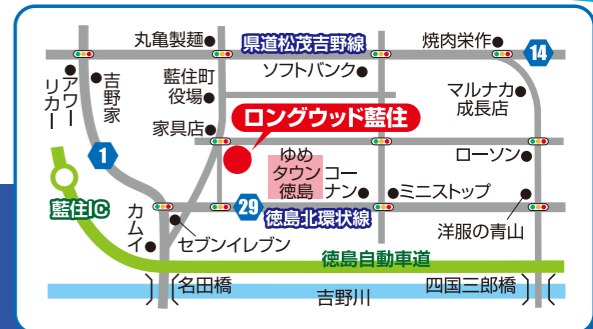 丸亀製麺
県道松茂吉野線
焼肉栄作
14
アワー
リカー
吉野家
藍住町
役場
ソフトバンク
マルナカ
成長店
家具店
ロングウッド藍住
1
ゆめ
タウン
徳島
コー
ナン
ローソン
ミニストップ
藍住IC
カムイ
29
徳島北環状線
セブンイレブン
洋服の青山
徳島自動車道
名田橋
吉野川
四国三郎橋